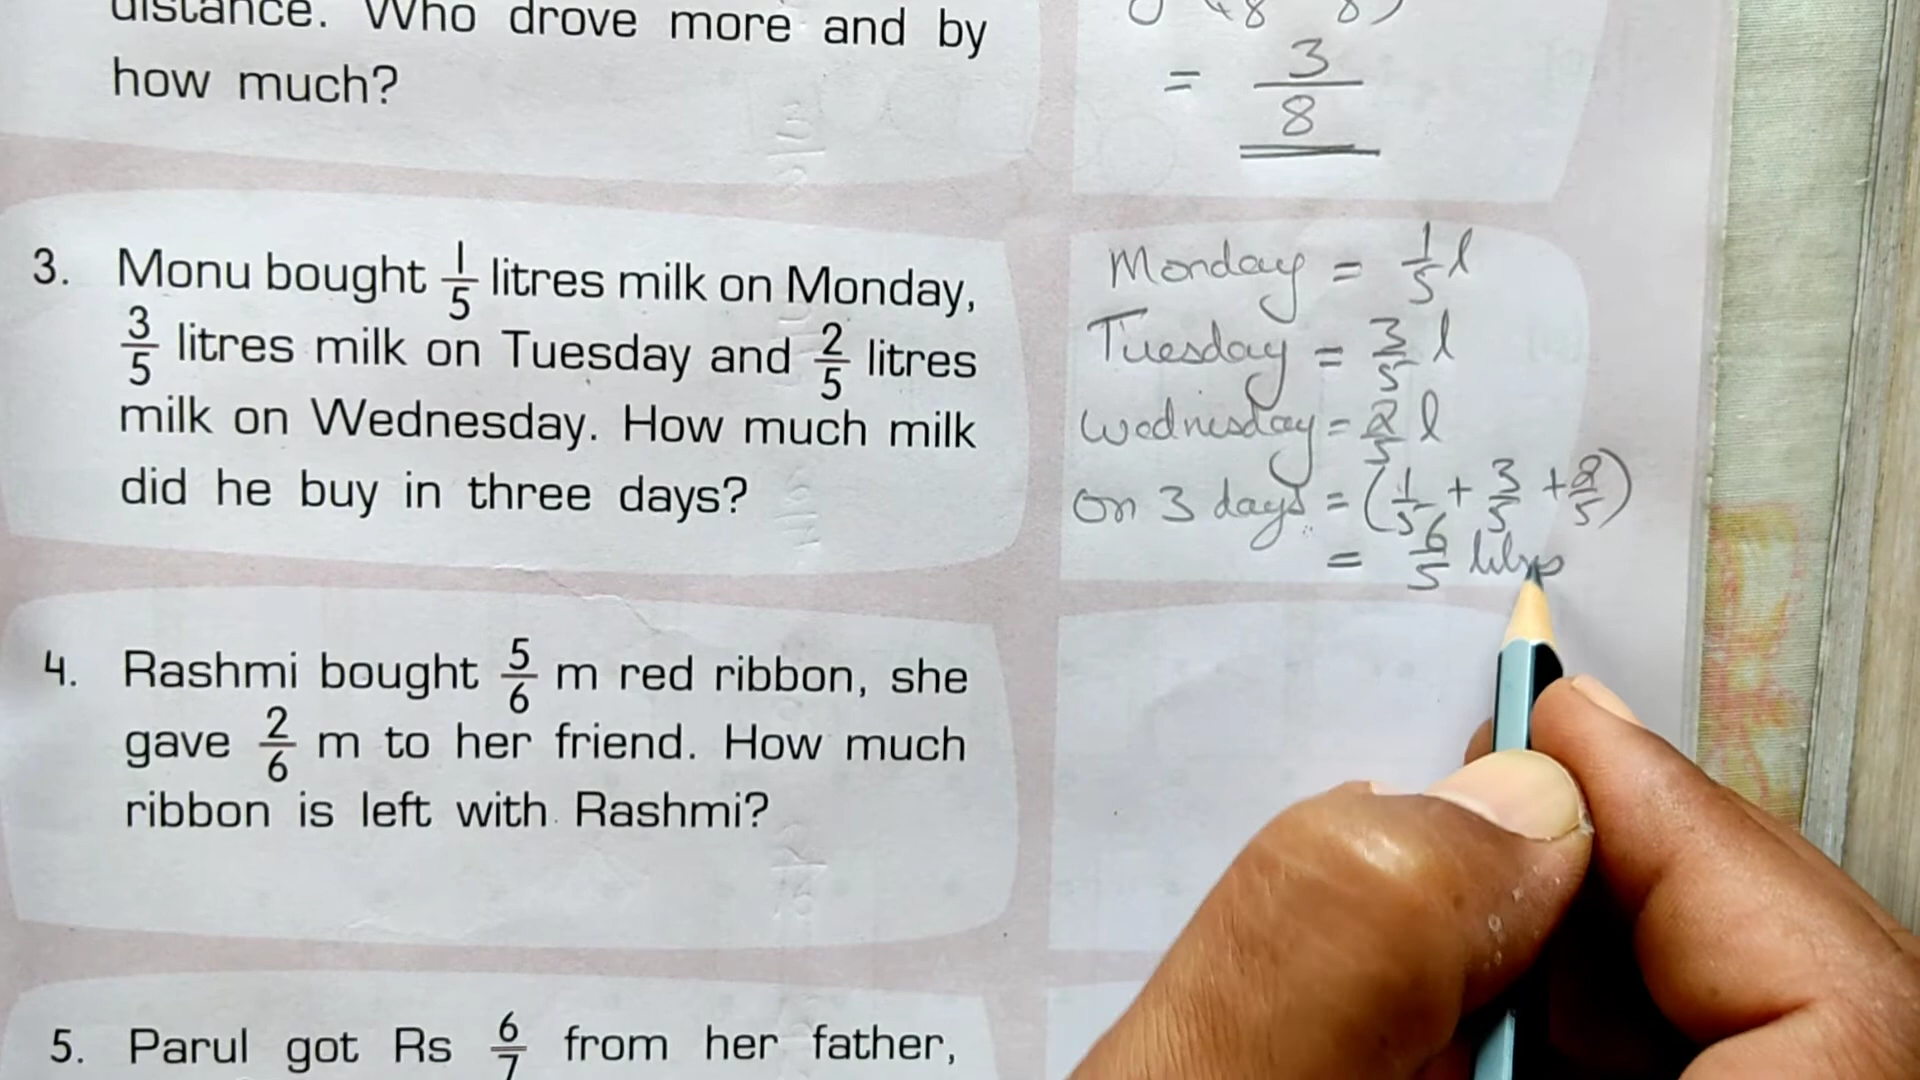 distance. Who drove more and by
how much?
= 3/8
3. Monu bought 1/5 litres milk on Monday,
3/5 litres milk on Tuesday and 2/5 litres
milk on Wednesday. How much milk
did he buy in three days?
Monday = 1/5 l
Tuesday = 3/5 l
Wednesday = 2/5 l
on 3 days = (1/5 + 3/5 + 2/5)
= 6/5 litres
4. Rashmi bought 5/6 m red ribbon, she
gave 2/6 m to her friend. How much
ribbon is left with Rashmi?
5. Parul got Rs 6/7 from her father,